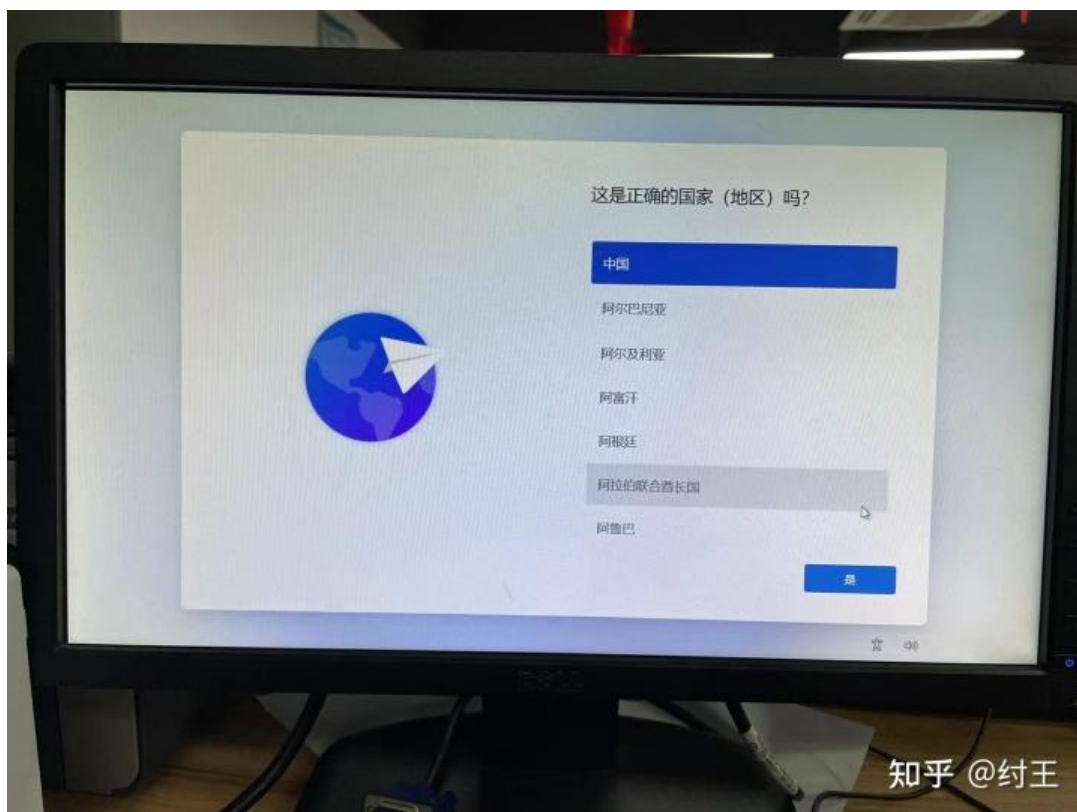 这是正确的国家（地区）吗？
中国
阿尔巴尼亚
阿尔及利亚
阿富汗
阿根廷
阿拉伯联合酋长国
阿鲁巴
是
DELL
知乎 @纣王